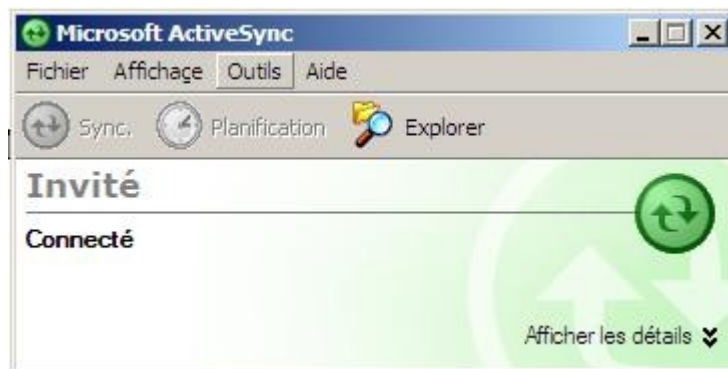 Microsoft ActiveSync
Fichier Affichage Outils Aide
Sync. Planification Explorer
Invité
Connecté
Afficher les détails